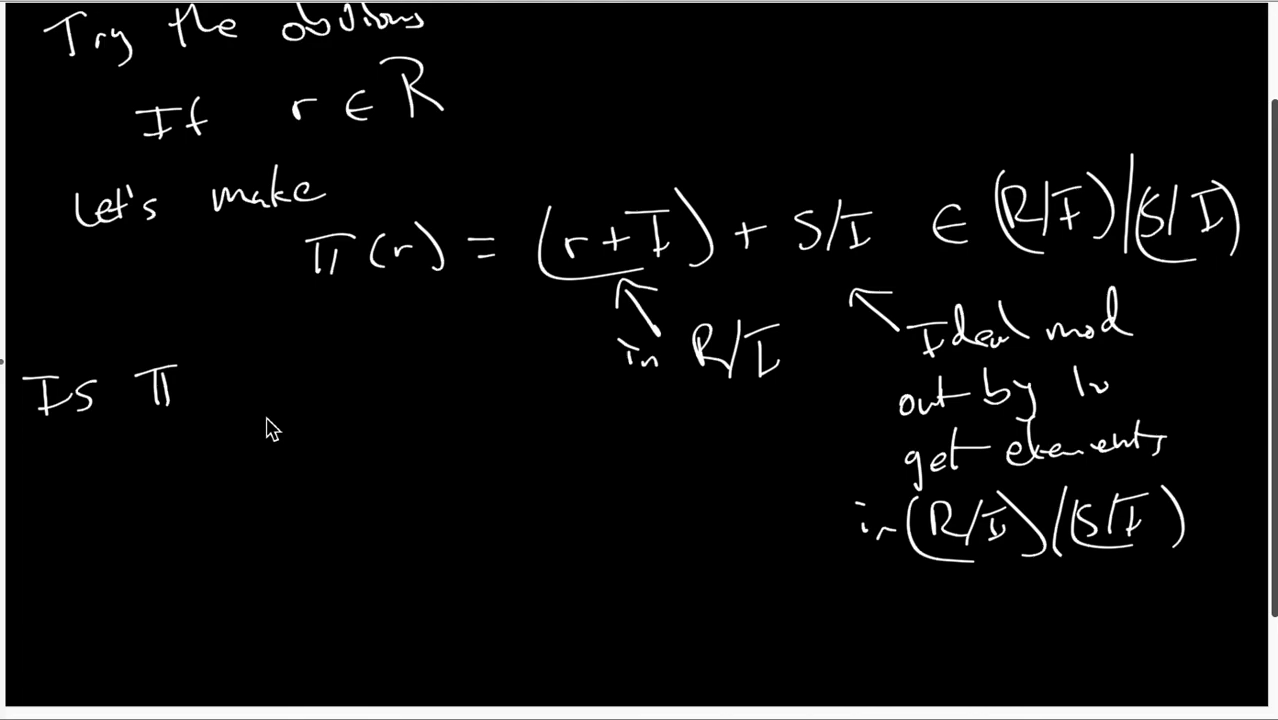 Try the obvious
If r ∈ R
Let's make
π(r) = (r+I) + S/I ∈ (R/I)/(S/I)
in R/I
Ideal mod
out by to
get elements
in (R/I)/(S/I)
Is π